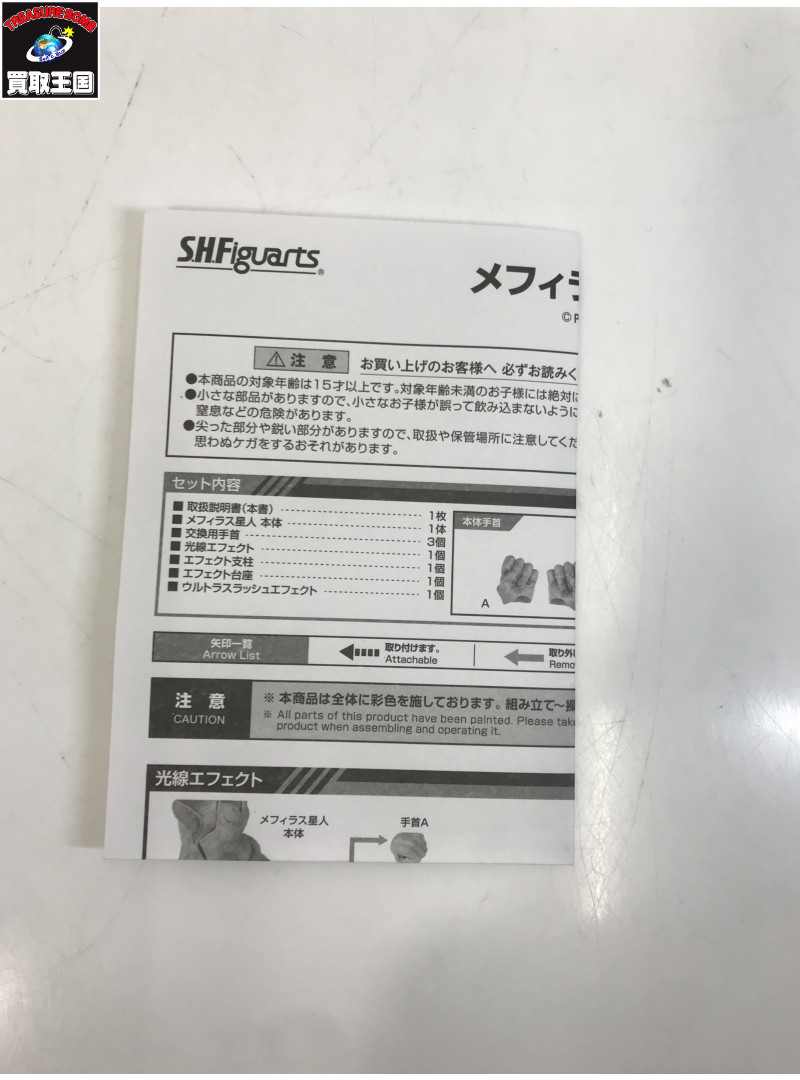 TREASURE BOMB
Sell & Buy
買取王国
S.H.Figuarts®
メフィラ
©
注 意
お買い上げのお客様へ 必ずお読みく
●本商品の対象年齢は15才以上です。対象年齢未満のお子様には絶対に
●小さな部品がありますので、小さなお子様が誤って飲み込まないように
窒息などの危険があります。
●尖った部分や鋭い部分がありますので、取扱や保管場所に注意してくだ
思わぬケガをするおそれがあります。
セット内容
■ 取扱説明書(本書) 1枚
■ メフィラス星人 本体 1体
■ 交換用手首 3個
■ 光線エフェクト 1個
■ エフェクト支柱 1個
■ エフェクト台座 1個
■ ウルトラスラッシュエフェクト 1個
本体手首
A
矢印一覧
Arrow List
取り付けます。
Attachable
取り外
Remo
注 意
CAUTION
※ 本商品は全体に彩色を施しております。組み立て～操
※ All parts of this product have been painted. Please take
product when assembling and operating it.
光線エフェクト
メフィラス星人
本体
手首A